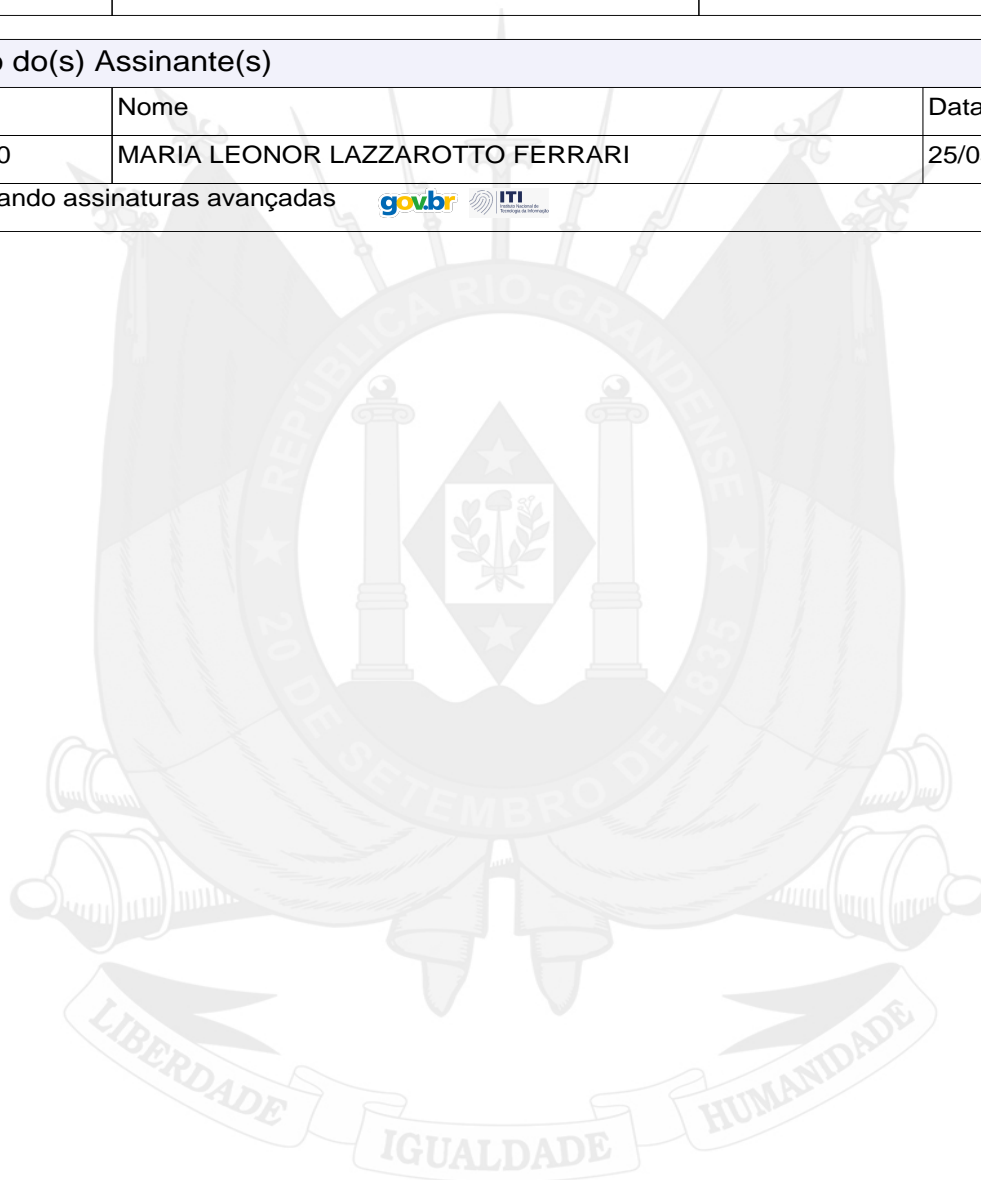 o do(s) Assinante(s)
Nome Data
0 MARIA LEONOR LAZZAROTTO FERRARI 25/0
ando assinaturas avançadas gov.br ITI
REPÚBLICA RIO-GRANDENSE
20 DE SETEMBRO DE 1835
LIBERDADE IGUALDADE HUMANIDADE